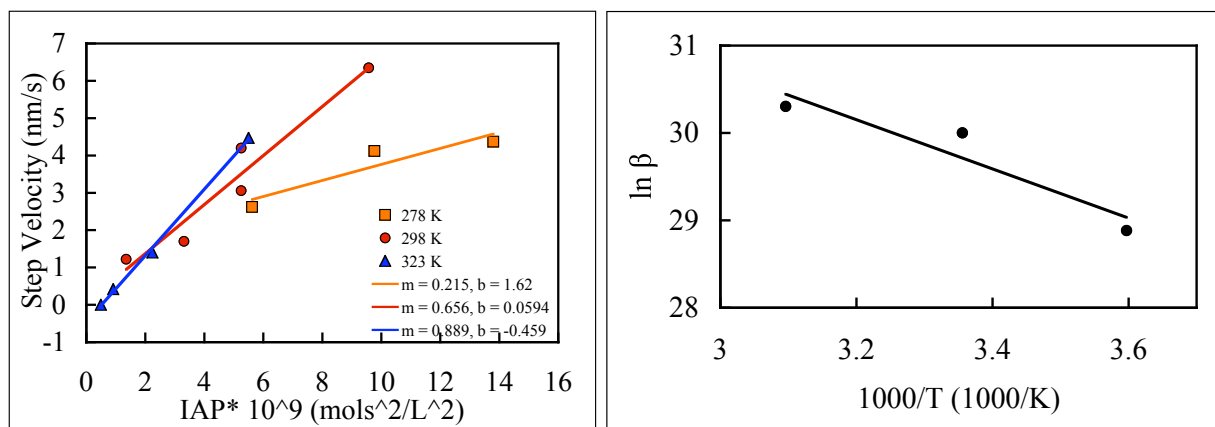 7
6
5
4
3
2
1
0
-1
Step Velocity (nm/s)
278 K
298 K
323 K
m = 0.215, b = 1.62
m = 0.656, b = 0.0594
m = 0.889, b = -0.459
0 2 4 6 8 10 12 14 16
IAP* 10^9 (mols^2/L^2)
31
30
29
28
ln β
3 3.2 3.4 3.6
1000/T (1000/K)